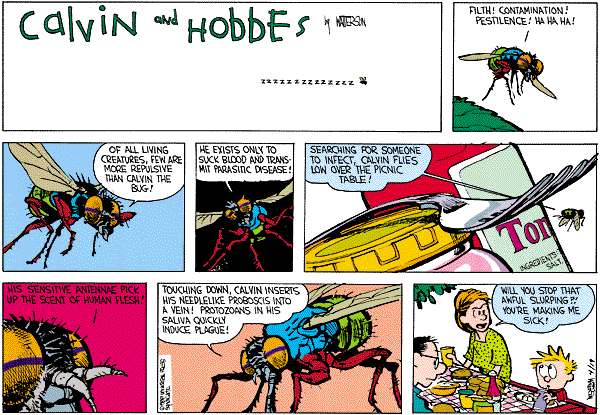 Calvin and HOBBES by WATTERSON
zzzzzzzzzzzzzzz
FILTH! CONTAMINATION!
PESTILENCE! HA HA HA!
OF ALL LIVING
CREATURES, FEW ARE
MORE REPULSIVE
THAN CALVIN THE
BUG!
HE EXISTS ONLY TO
SUCK BLOOD AND TRANS-
MIT PARASITIC DISEASE!
SEARCHING FOR SOMEONE
TO INFECT, CALVIN FLIES
LOW OVER THE PICNIC
TABLE!
Tor
INGREDIENTS:
SALT,
HIS SENSITIVE ANTENNAE PICK
UP THE SCENT OF HUMAN FLESH!
TOUCHING DOWN, CALVIN INSERTS
HIS NEEDLELIKE PROBOSCIS INTO
A VEIN! PROTOZOANS IN HIS
SALIVA QUICKLY
INDUCE PLAGUE!
WILL YOU STOP THAT
AWFUL SLURPING?!
YOU'RE MAKING ME
SICK!